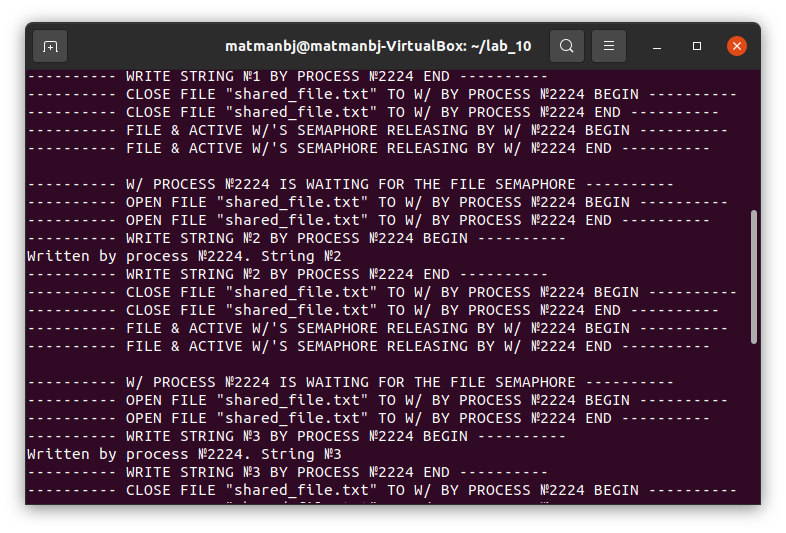 matmanbj@matmanbj-VirtualBox: ~/lab_10
---------- WRITE STRING №1 BY PROCESS №2224 END ----------
---------- CLOSE FILE "shared_file.txt" TO W/ BY PROCESS №2224 BEGIN ----------
---------- CLOSE FILE "shared_file.txt" TO W/ BY PROCESS №2224 END ----------
---------- FILE & ACTIVE W/'S SEMAPHORE RELEASING BY W/ №2224 BEGIN ----------
---------- FILE & ACTIVE W/'S SEMAPHORE RELEASING BY W/ №2224 END ----------
---------- W/ PROCESS №2224 IS WAITING FOR THE FILE SEMAPHORE ----------
---------- OPEN FILE "shared_file.txt" TO W/ BY PROCESS №2224 BEGIN ----------
---------- OPEN FILE "shared_file.txt" TO W/ BY PROCESS №2224 END ----------
---------- WRITE STRING №2 BY PROCESS №2224 BEGIN ----------
Written by process №2224. String №2
---------- WRITE STRING №2 BY PROCESS №2224 END ----------
---------- CLOSE FILE "shared_file.txt" TO W/ BY PROCESS №2224 BEGIN ----------
---------- CLOSE FILE "shared_file.txt" TO W/ BY PROCESS №2224 END ----------
---------- FILE & ACTIVE W/'S SEMAPHORE RELEASING BY W/ №2224 BEGIN ----------
---------- FILE & ACTIVE W/'S SEMAPHORE RELEASING BY W/ №2224 END ----------
---------- W/ PROCESS №2224 IS WAITING FOR THE FILE SEMAPHORE ----------
---------- OPEN FILE "shared_file.txt" TO W/ BY PROCESS №2224 BEGIN ----------
---------- OPEN FILE "shared_file.txt" TO W/ BY PROCESS №2224 END ----------
---------- WRITE STRING №3 BY PROCESS №2224 BEGIN ----------
Written by process №2224. String №3
---------- WRITE STRING №3 BY PROCESS №2224 END ----------
---------- CLOSE FILE "shared_file.txt" TO W/ BY PROCESS №2224 BEGIN ----------